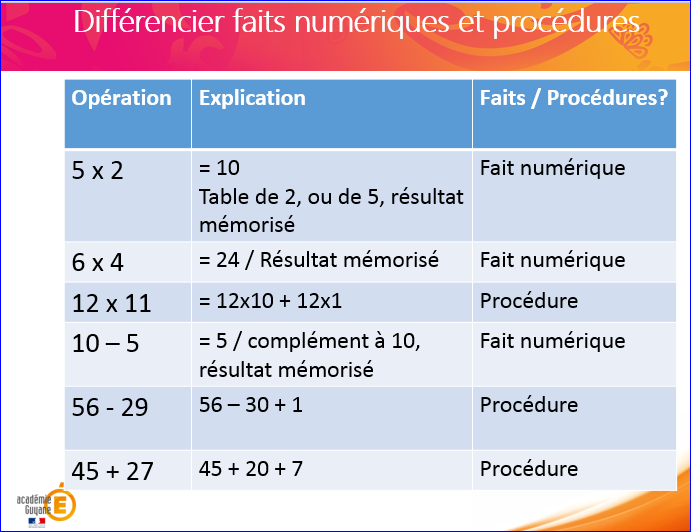 Différencier faits numériques et procédures
Opération Explication Faits / Procédures?
5 x 2 = 10 Fait numérique
Table de 2, ou de 5, résultat
mémorisé
6 x 4 = 24 / Résultat mémorisé Fait numérique
12 x 11 = 12x10 + 12x1 Procédure
10 – 5 = 5 / complément à 10, Fait numérique
résultat mémorisé
56 - 29 56 – 30 + 1 Procédure
45 + 27 45 + 20 + 7 Procédure
académie
Guyane
É